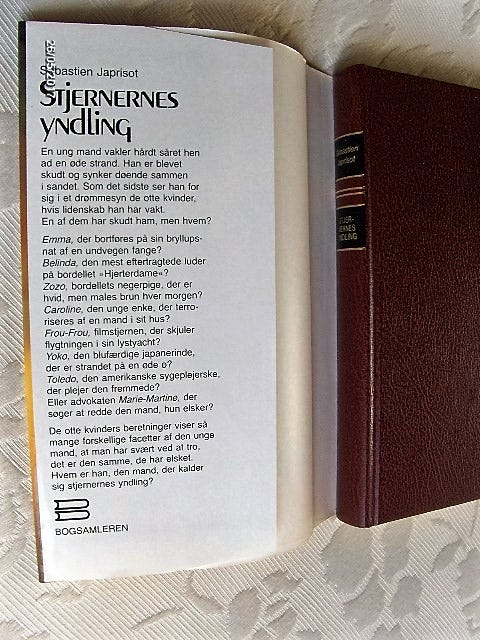 Sébastien Japrisot
Stjernernes
yndling
En ung mand vakler hårdt såret hen
ad en øde strand. Han er blevet
skudt og synker døende sammen
i sandet. Som det sidste ser han for
sig i et drømmesyn de otte kvinder,
hvis lidenskab han har vakt.
En af dem har skudt ham, men hvem?
Emma, der bortføres på sin bryllups-
nat af en undvegen fange?
Belinda, den mest eftertragtede luder
på bordellet »Hjerterdame«?
Zozo, bordellets negerpige, der er
hvid, men males brun hver morgen?
Caroline, den unge enke, der terro-
riseres af en mand i sit hus?
Frou-Frou, filmstjernen, der skjuler
flygtningen i sin lystyacht?
Yoko, den blufærdige japanerinde,
der er strandet på en øde ø?
Toledo, den amerikanske sygeplejerske,
der plejer den fremmede?
Eller advokaten Marie-Martine, der
søger at redde den mand, hun elsker?
De otte kvinders beretninger viser så
mange forskellige facetter af den unge
mand, at man har svært ved at tro,
det er den samme, de har elsket.
Hvem er han, den mand, der kalder
sig stjernernes yndling?
BOGSAMLEREN
Sébastien
Japrisot
STJER-
NERNES
YNDLING